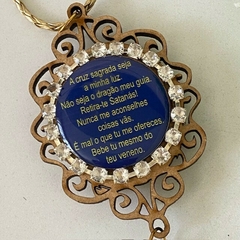 A cruz sagrada seja
a minha luz.
Não seja o dragão meu guia.
Retira-te Satanás!
Nunca me aconselhes
coisas vãs.
É mal o que tu me ofereces,
Bebe tu mesmo do
teu veneno.